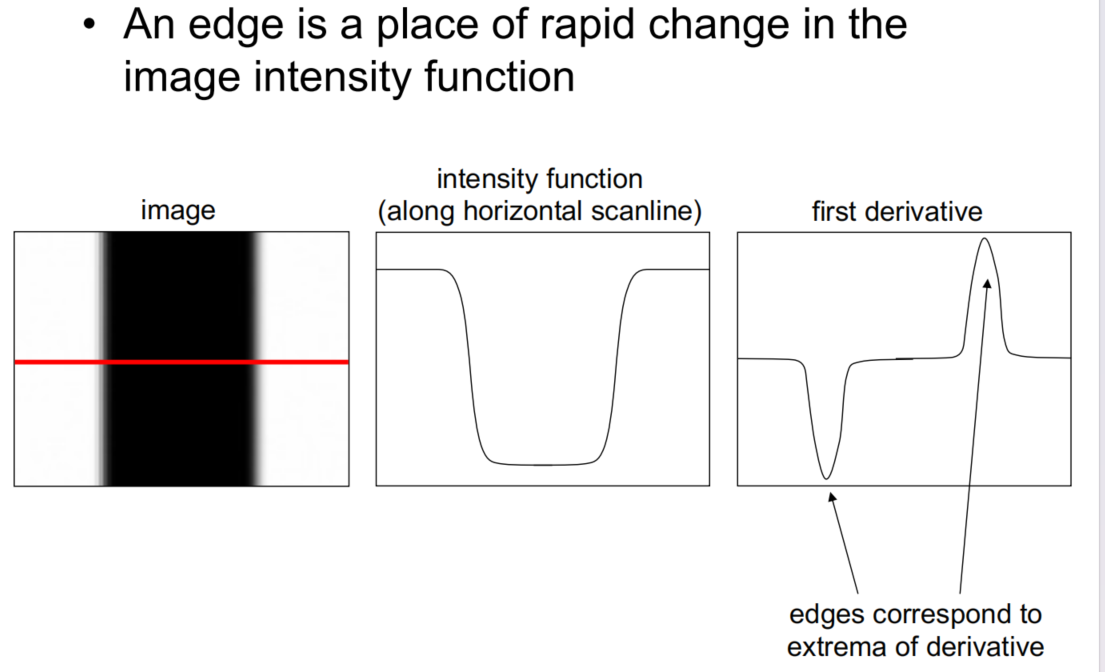 • An edge is a place of rapid change in the
image intensity function
image
intensity function
(along horizontal scanline)
first derivative
edges correspond to
extrema of derivative